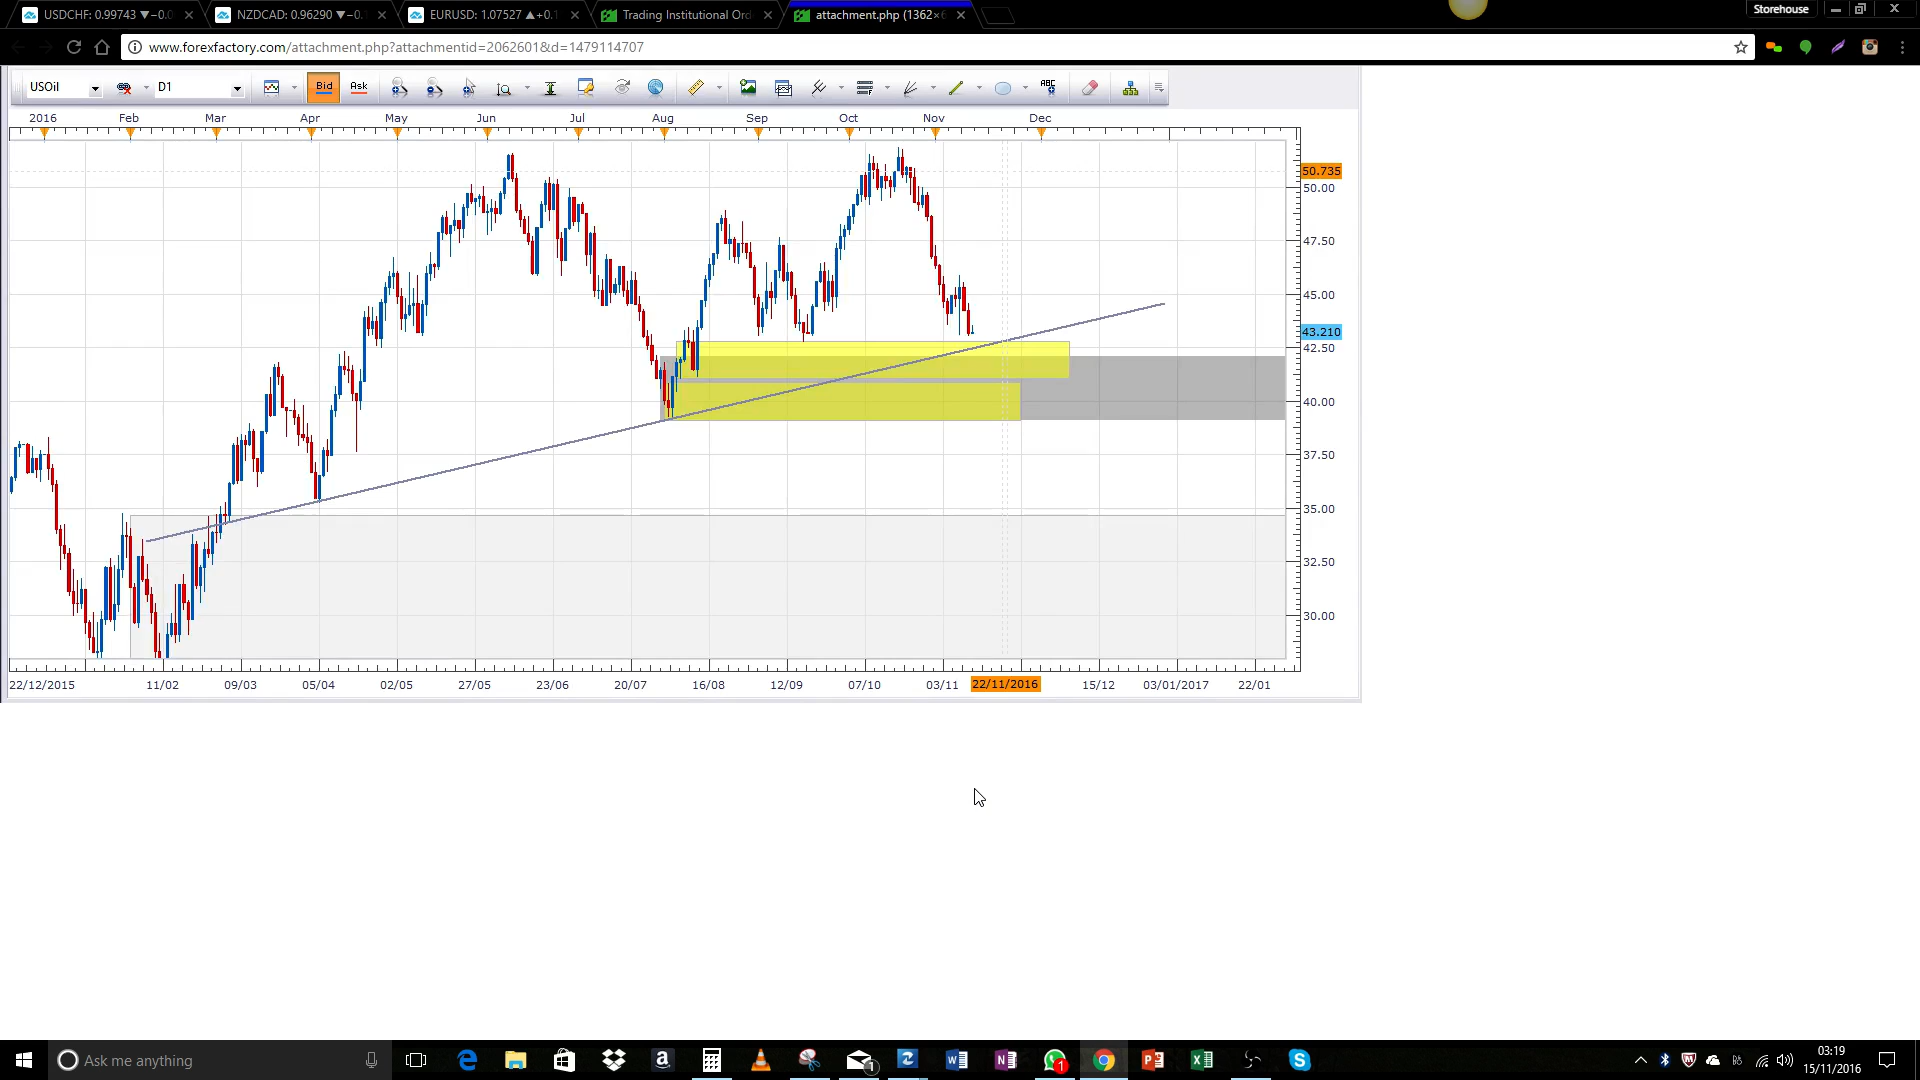 USDCHF: 0.99743 ▼−0.0
NZDCAD: 0.96290 ▼−0.
EURUSD: 1.07527 ▲+0.1
Trading Institutional Ord
attachment.php (1362×6
Storehouse
www.forexfactory.com/attachment.php?attachmentid=2062601&d=1479114707
USOil D1 Bid Ask ABC
2016 Feb Mar Apr May Jun Jul Aug Sep Oct Nov Dec
50.735
50.00
47.50
45.00
43.210
42.50
40.00
37.50
35.00
32.50
30.00
22/12/2015 11/02 09/03 05/04 02/05 27/05 23/06 20/07 16/08 12/09 07/10 03/11 22/11/2016 15/12 03/01/2017 22/01
Ask me anything
1
1
03:19
15/11/2016